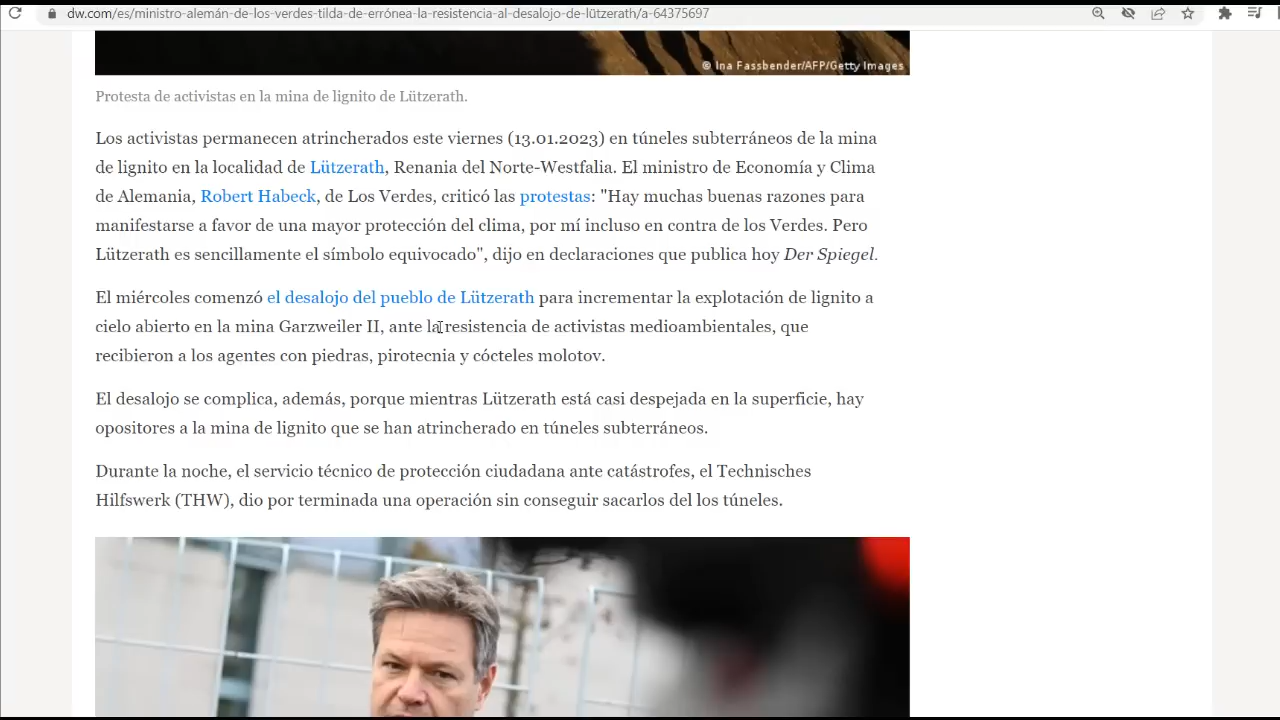 dw.com/es/ministro-alemán-de-los-verdes-tilda-de-errónea-la-resistencia-al-desalojo-de-lützerath/a-64375697
© Ina Fassbender/AFP/Getty Images
Protesta de activistas en la mina de lignito de Lützerath.
Los activistas permanecen atrincherados este viernes (13.01.2023) en túneles subterráneos de la mina
de lignito en la localidad de Lützerath, Renania del Norte-Westfalia. El ministro de Economía y Clima
de Alemania, Robert Habeck, de Los Verdes, criticó las protestas: "Hay muchas buenas razones para
manifestarse a favor de una mayor protección del clima, por mí incluso en contra de los Verdes. Pero
Lützerath es sencillamente el símbolo equivocado", dijo en declaraciones que publica hoy Der Spiegel.
El miércoles comenzó el desalojo del pueblo de Lützerath para incrementar la explotación de lignito a
cielo abierto en la mina Garzweiler II, ante la resistencia de activistas medioambientales, que
recibieron a los agentes con piedras, pirotecnia y cócteles molotov.
El desalojo se complica, además, porque mientras Lützerath está casi despejada en la superficie, hay
opositores a la mina de lignito que se han atrincherado en túneles subterráneos.
Durante la noche, el servicio técnico de protección ciudadana ante catástrofes, el Technisches
Hilfswerk (THW), dio por terminada una operación sin conseguir sacarlos del los túneles.